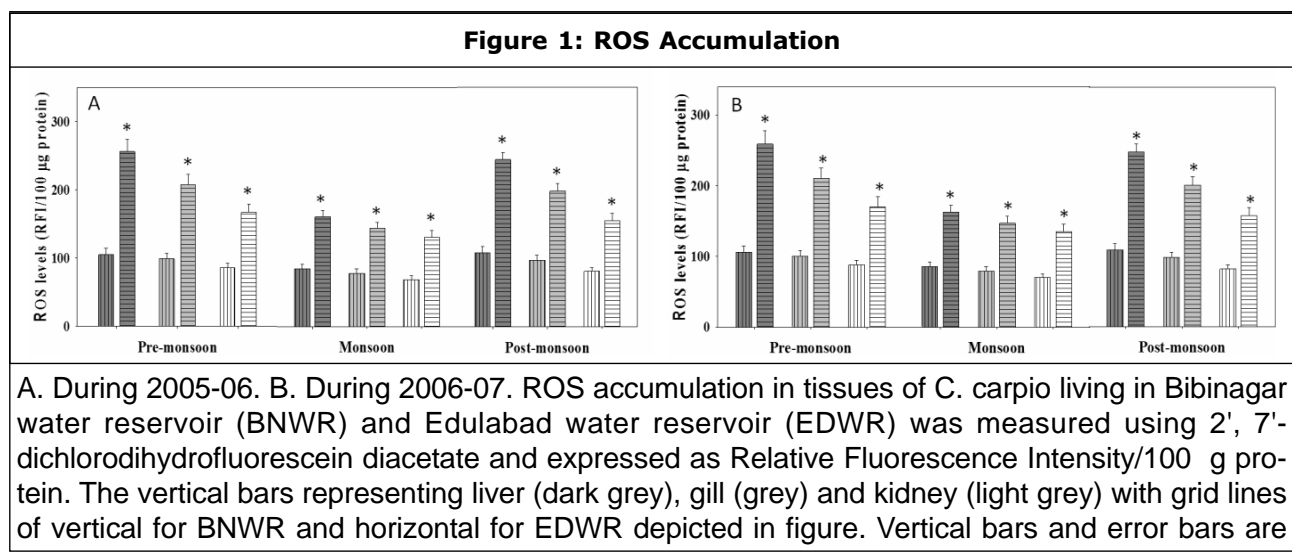 Figure 1: ROS Accumulation
A
ROS levels (RFI/100 µg protein)
300
200
100
0
* * * * * * * * *
Pre-monsoon Monsoon Post-monsoon
B
ROS levels (RFI/100 µg protein)
300
200
100
0
* * * * * * * * *
Pre-monsoon Monsoon Post-monsoon
A. During 2005-06. B. During 2006-07. ROS accumulation in tissues of C. carpio living in Bibinagar
water reservoir (BNWR) and Edulabad water reservoir (EDWR) was measured using 2', 7'-
dichlorodihydrofluorescein diacetate and expressed as Relative Fluorescence Intensity/100 g pro-
tein. The vertical bars representing liver (dark grey), gill (grey) and kidney (light grey) with grid lines
of vertical for BNWR and horizontal for EDWR depicted in figure. Vertical bars and error bars are